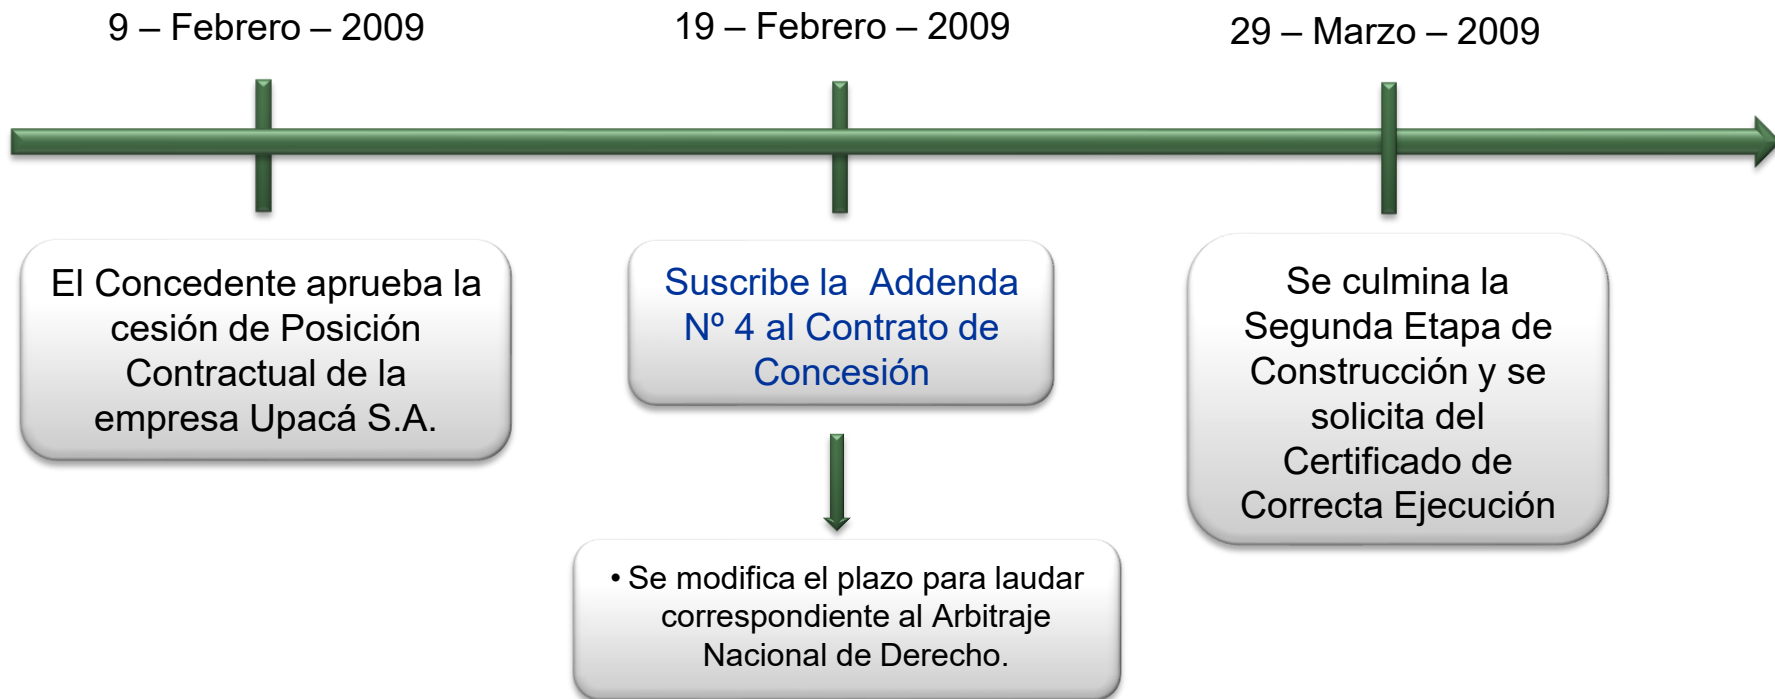 9 – Febrero – 2009
19 – Febrero – 2009
29 – Marzo – 2009
El Concedente aprueba la
cesión de Posición
Contractual de la
empresa Upacá S.A.
Suscribe la Addenda
Nº 4 al Contrato de
Concesión
• Se modifica el plazo para laudar
correspondiente al Arbitraje
Nacional de Derecho.
Se culmina la
Segunda Etapa de
Construcción y se
solicita del
Certificado de
Correcta Ejecución